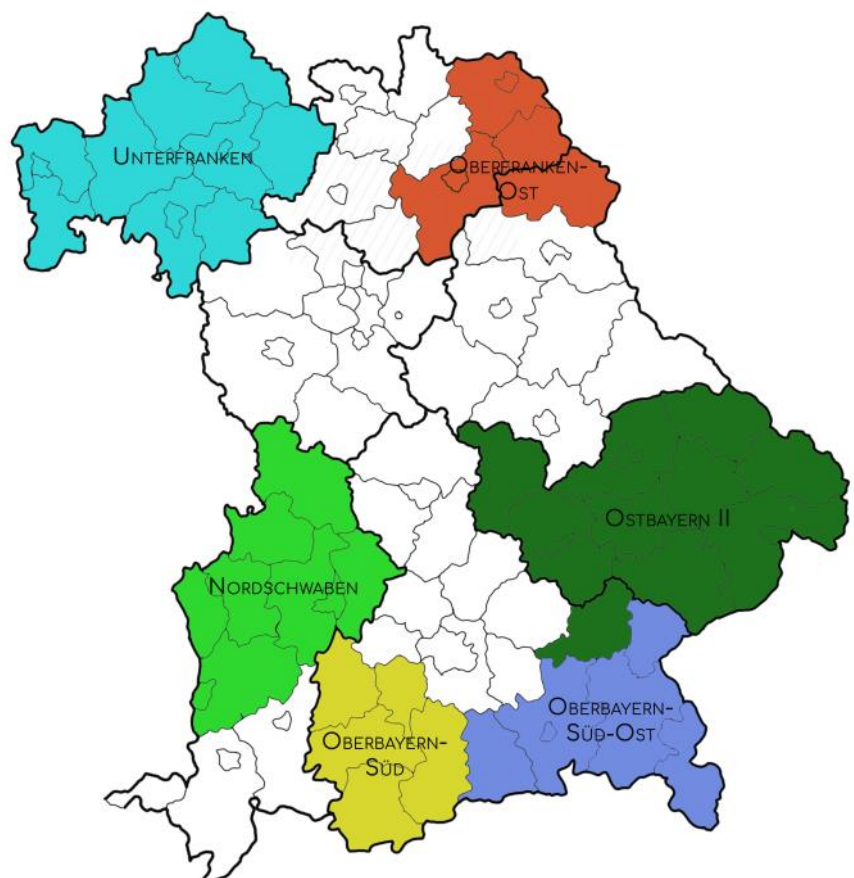 Unterfranken
Oberfranken-
Ost
Ostbayern II
Nordschwaben
Oberbayern-
Süd-Ost
Oberbayern-
Süd